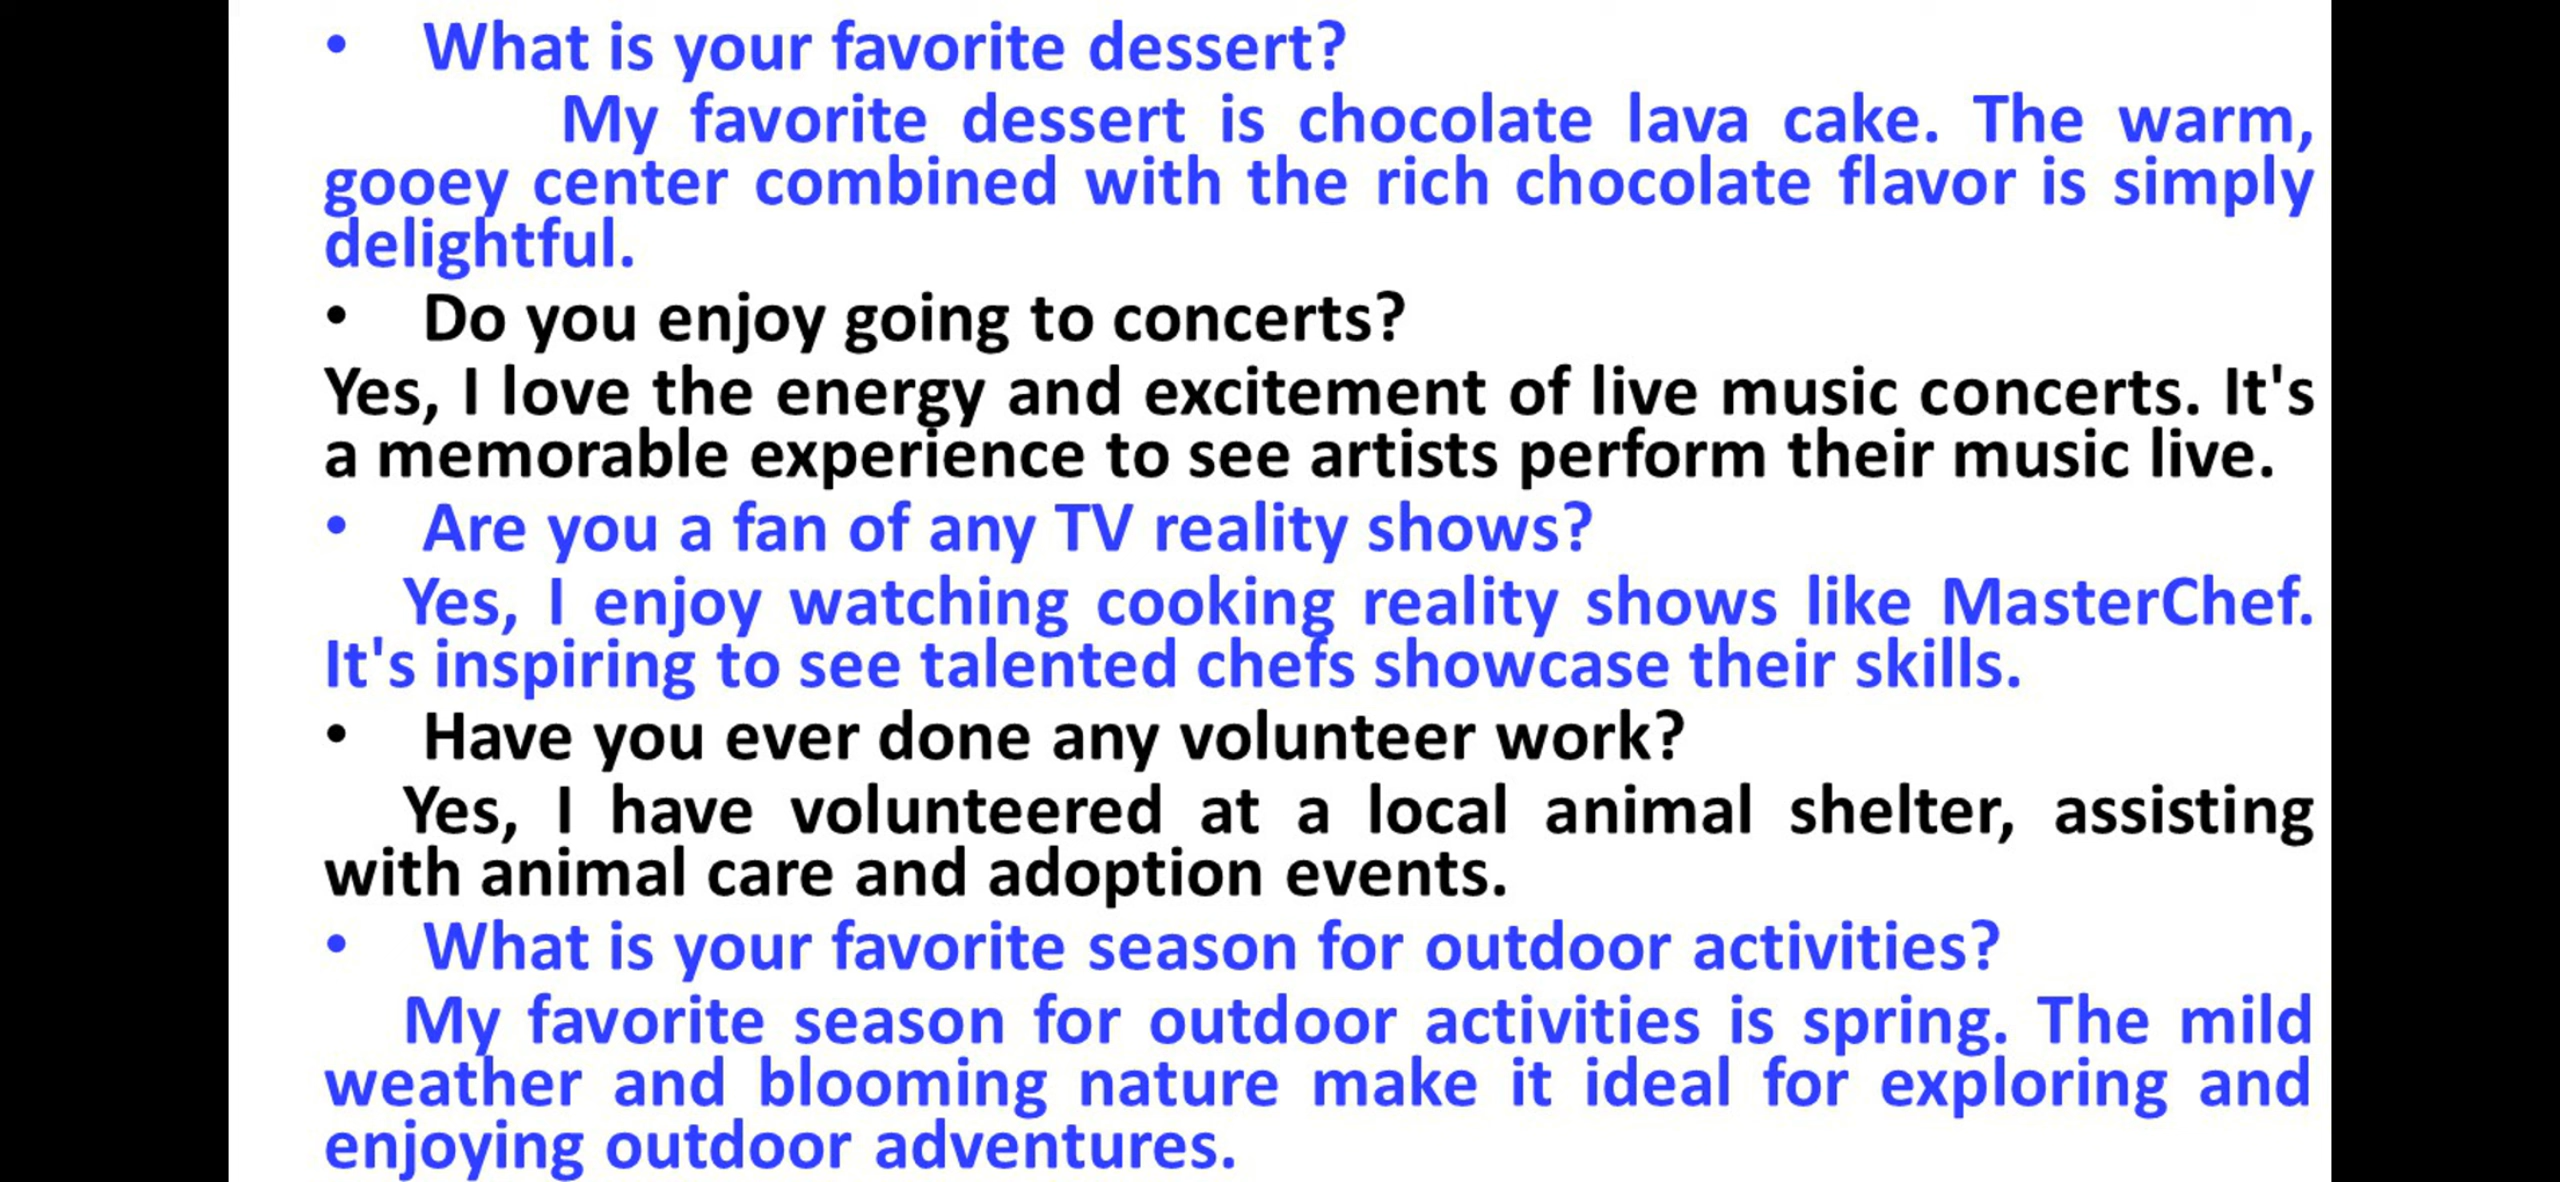 • What is your favorite dessert?
My favorite dessert is chocolate lava cake. The warm,
gooey center combined with the rich chocolate flavor is simply
delightful.
• Do you enjoy going to concerts?
Yes, I love the energy and excitement of live music concerts. It's
a memorable experience to see artists perform their music live.
• Are you a fan of any TV reality shows?
Yes, I enjoy watching cooking reality shows like MasterChef.
It's inspiring to see talented chefs showcase their skills.
• Have you ever done any volunteer work?
Yes, I have volunteered at a local animal shelter, assisting
with animal care and adoption events.
• What is your favorite season for outdoor activities?
My favorite season for outdoor activities is spring. The mild
weather and blooming nature make it ideal for exploring and
enjoying outdoor adventures.